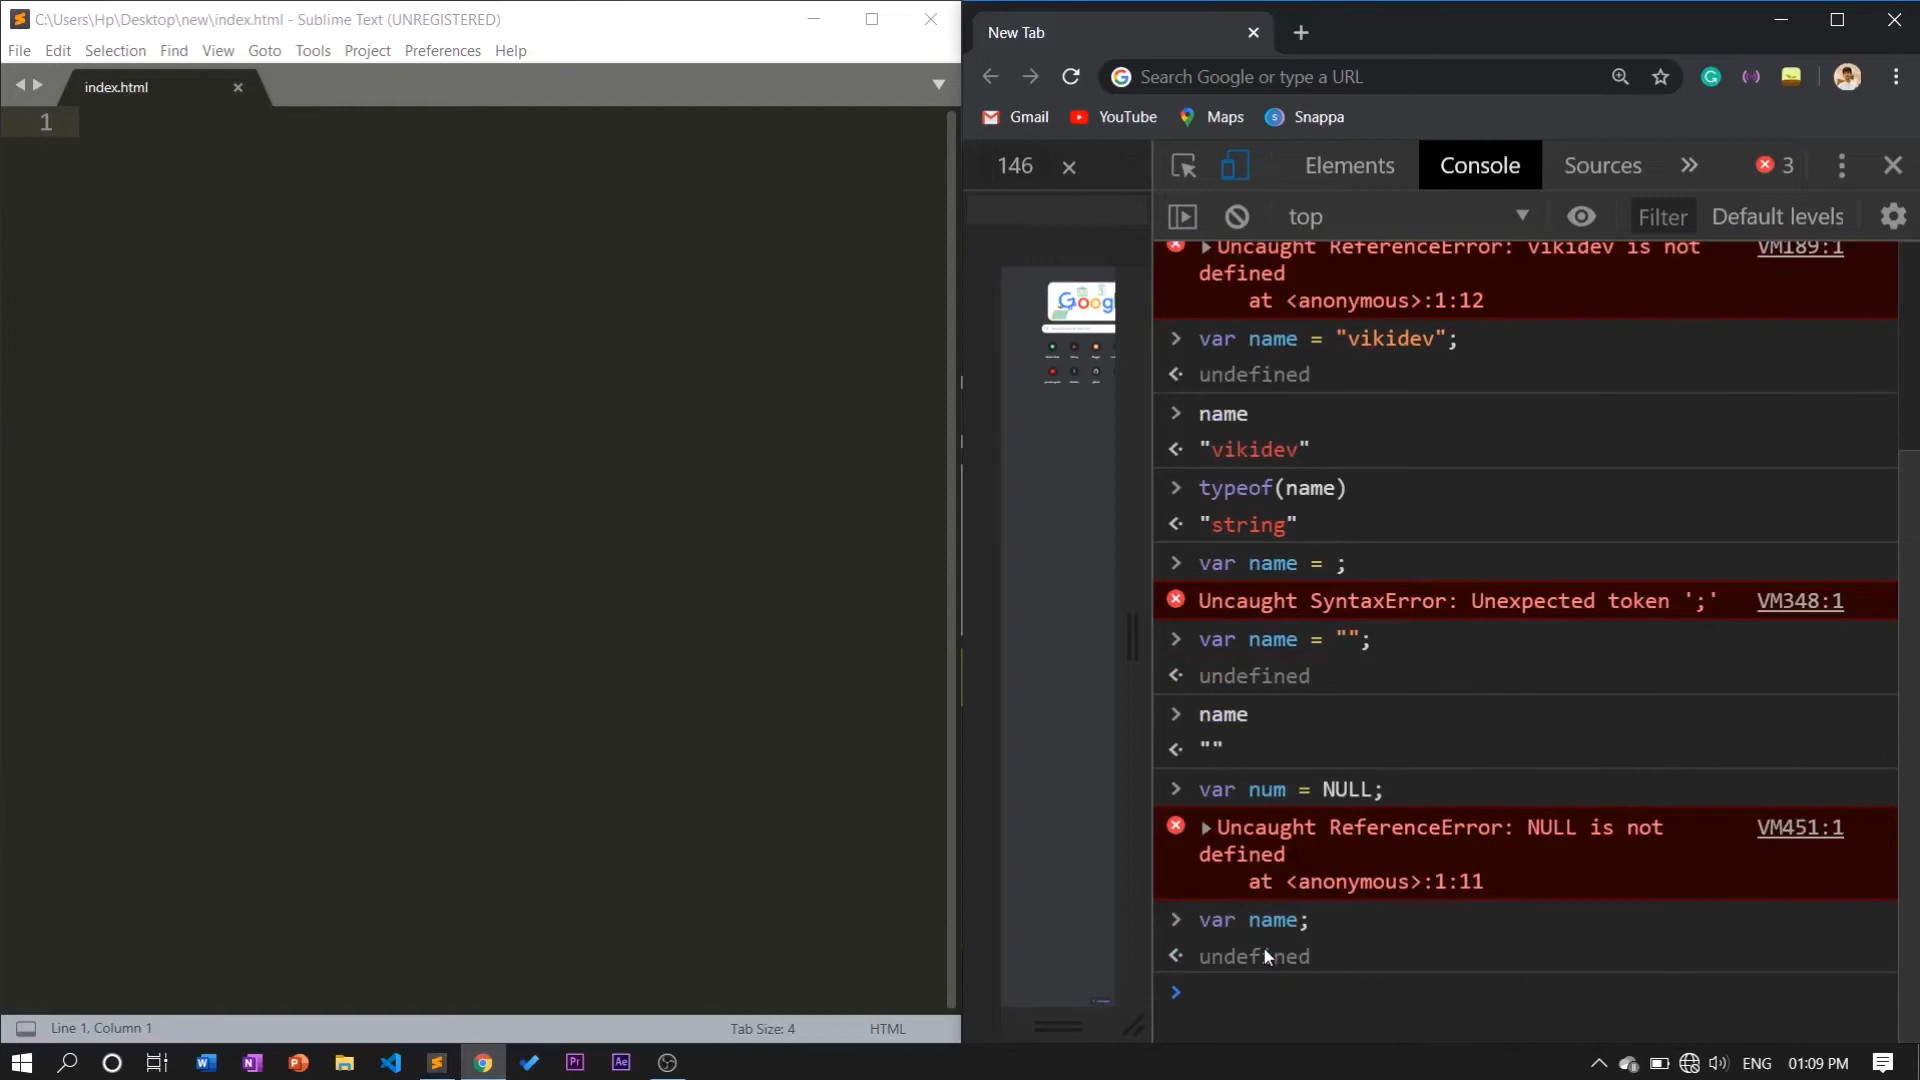 C:\Users\Hp\Desktop\new\index.html - Sublime Text (UNREGISTERED)
File Edit Selection Find View Goto Tools Project Preferences Help
index.html
1
Line 1, Column 1
Tab Size: 4
HTML
New Tab
Search Google or type a URL
Gmail YouTube Maps Snappa
146
Elements Console Sources 3
top Filter Default levels
Uncaught ReferenceError: vikidev is not VM189:1
defined
at <anonymous>:1:12
var name = "vikidev";
undefined
name
"vikidev"
typeof(name)
"string"
var name = ;
Uncaught SyntaxError: Unexpected token ';' VM348:1
var name = "";
undefined
name
""
var num = NULL;
Uncaught ReferenceError: NULL is not VM451:1
defined
at <anonymous>:1:11
var name;
undefined
ENG 01:09 PM